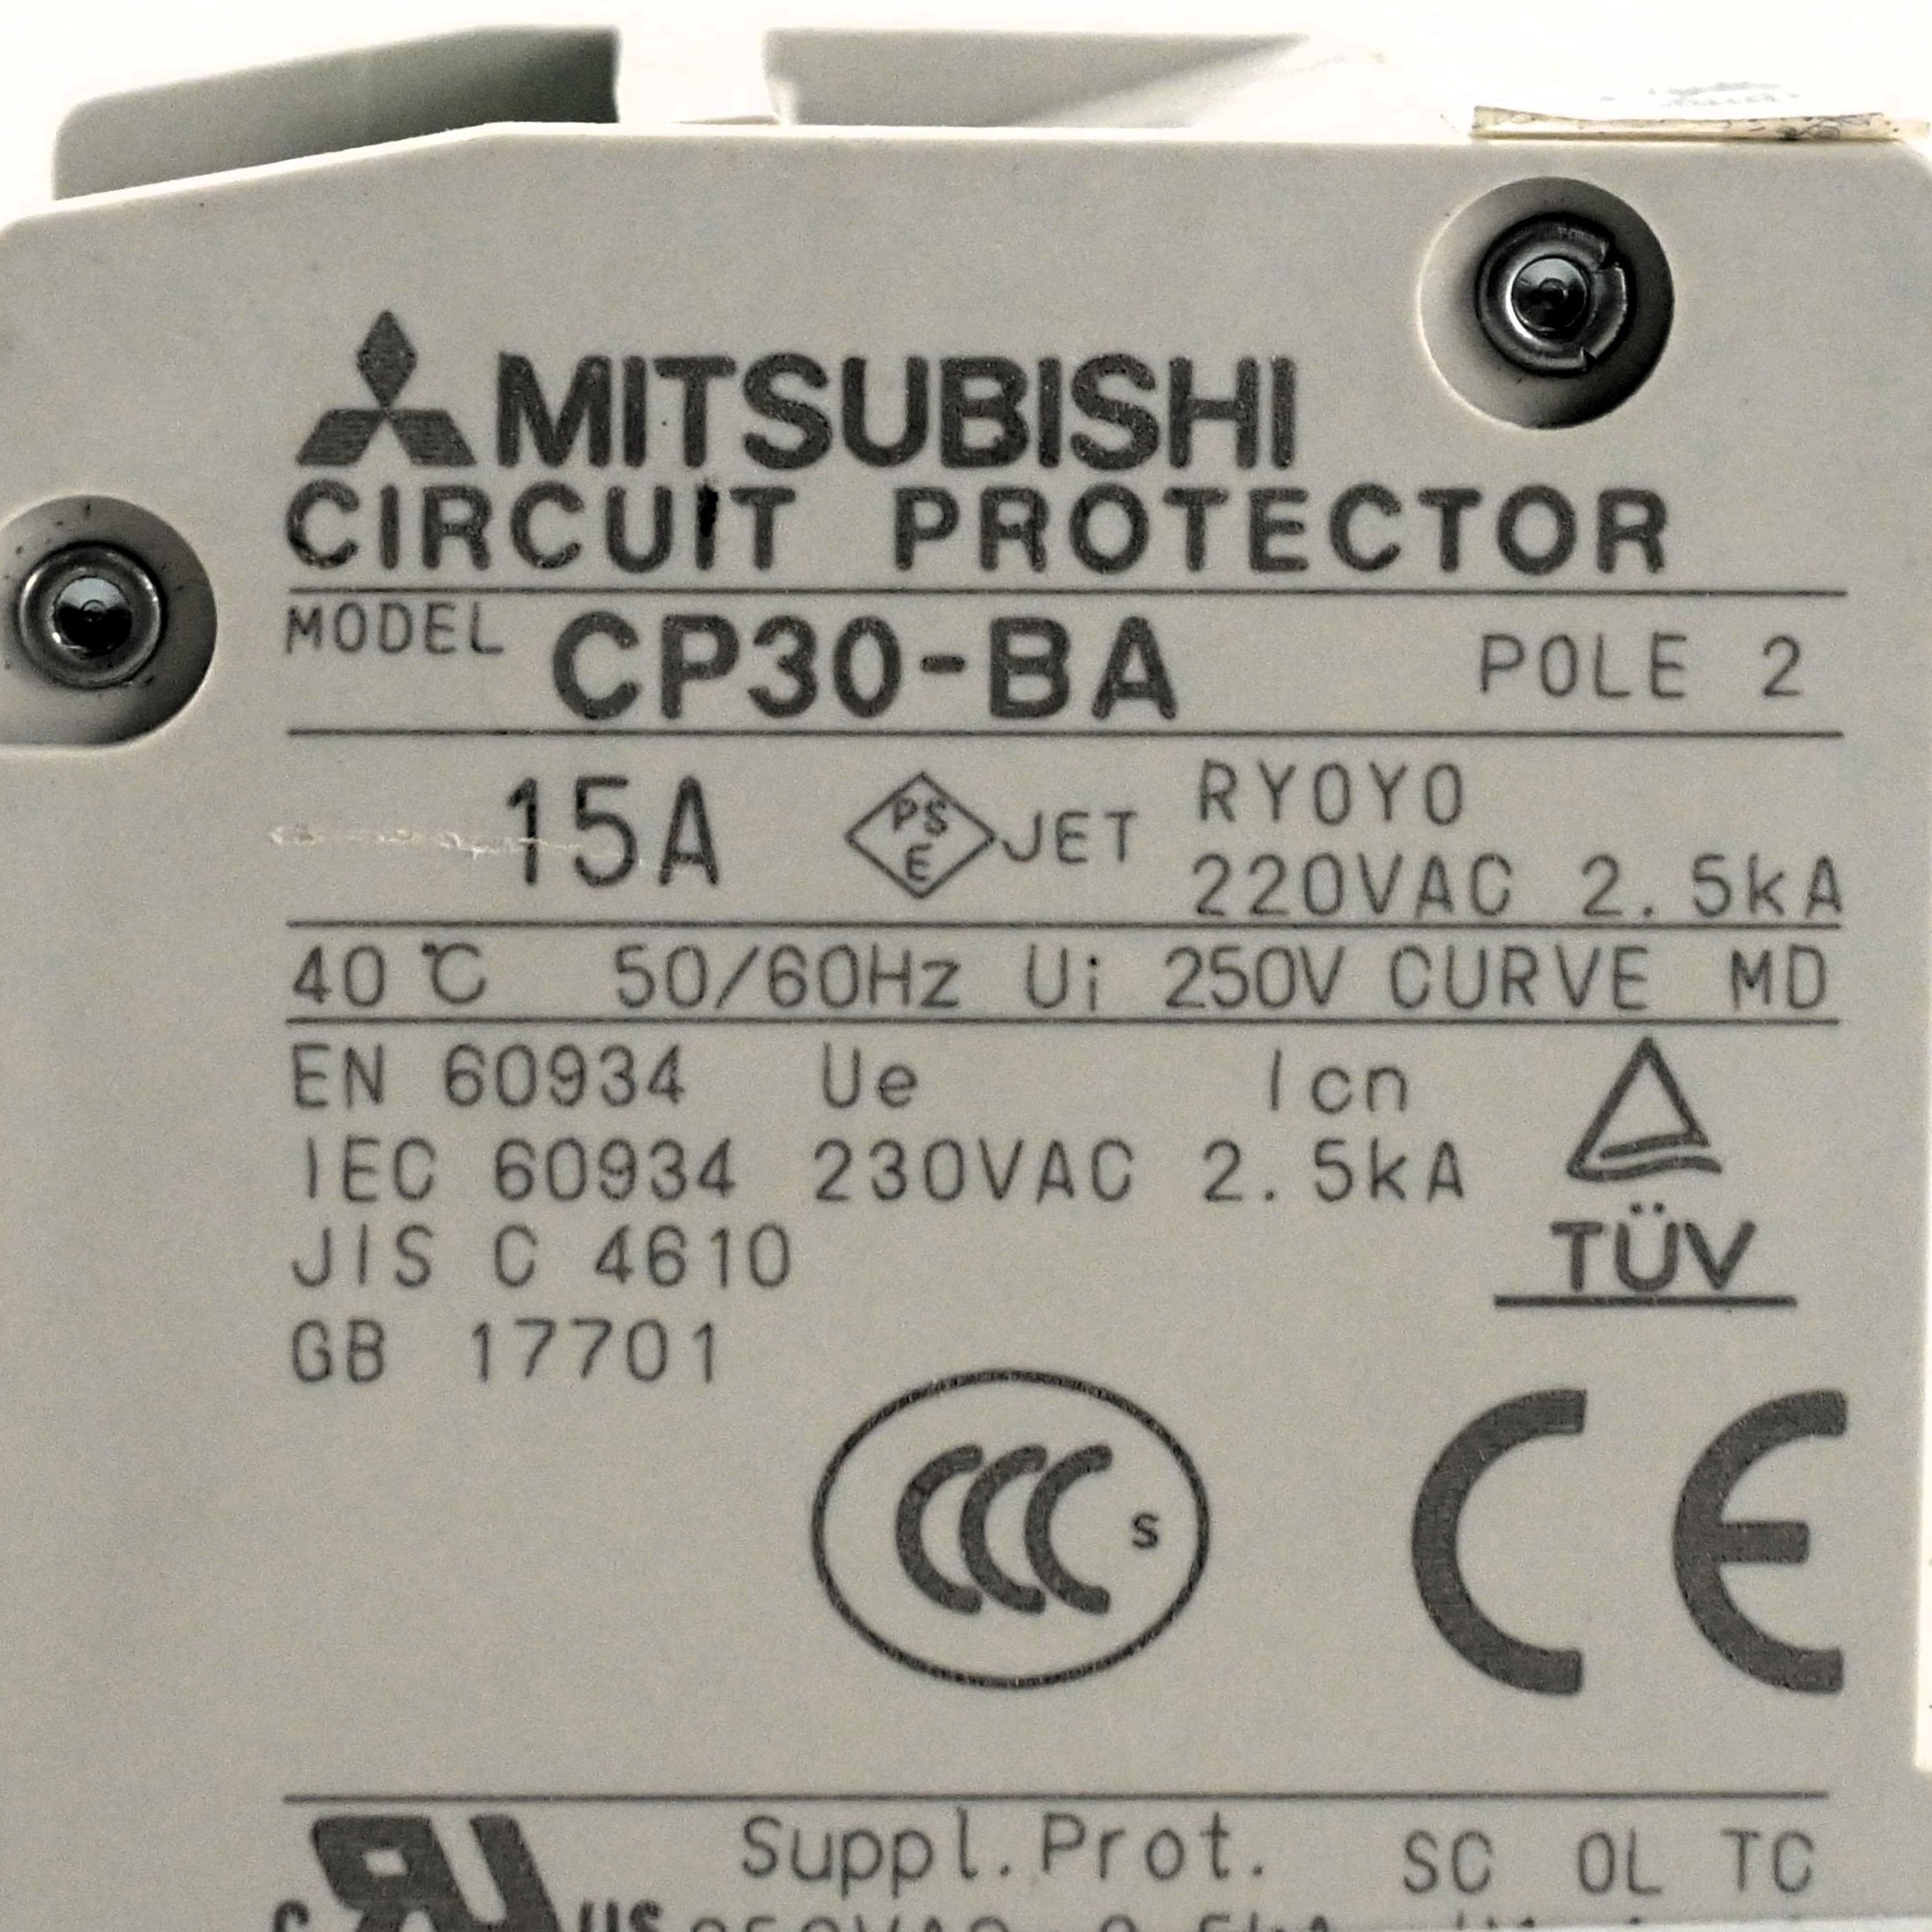 MITSUBISHI
CIRCUIT PROTECTOR
MODEL CP30-BA POLE 2
15A PS E JET RYOYO
220VAC 2.5kA
40℃ 50/60Hz Ui 250V CURVE MD
EN 60934 Ue Icn
IEC 60934 230VAC 2.5kA
JIS C 4610
TÜV
GB 17701
CCC S
CE
Suppl.Prot. SC OL TC
c RU us